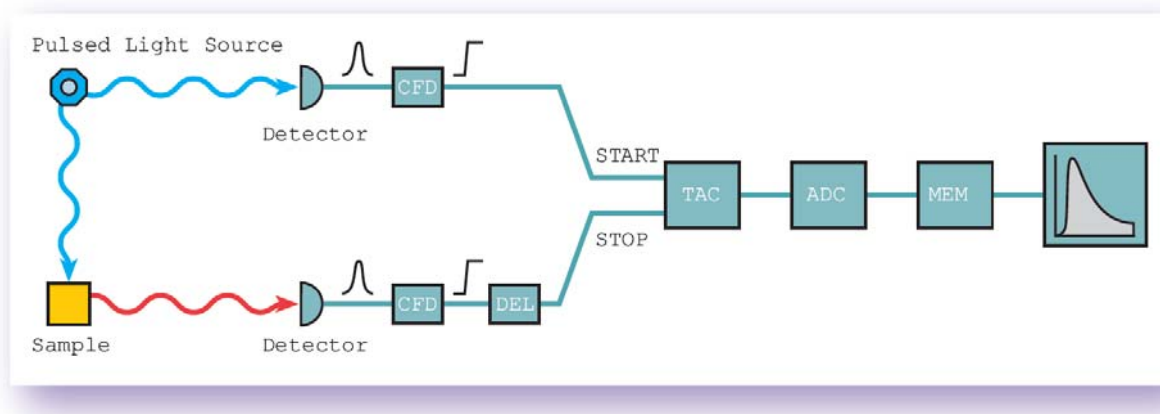 Pulsed Light Source
CFD
Detector
START
TAC
ADC
MEM
STOP
CFD
DEL
Sample
Detector